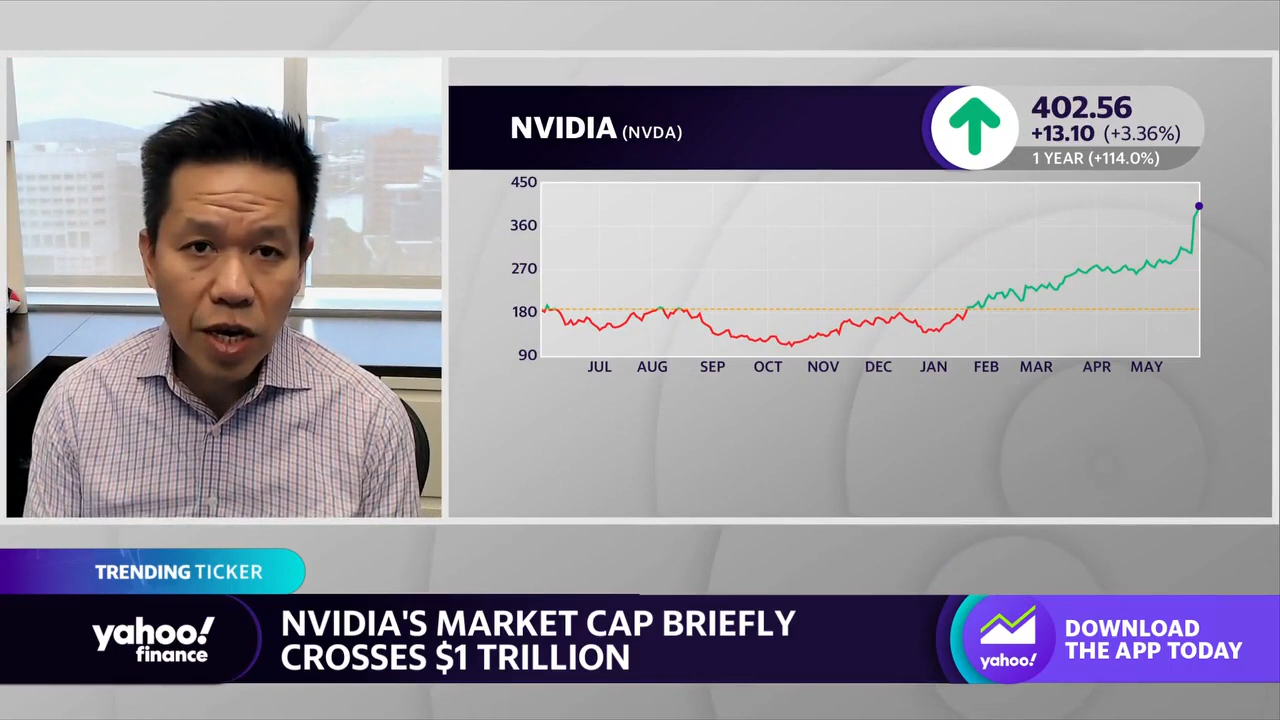 NVIDIA (NVDA)
402.56
+13.10 (+3.36%)
1 YEAR (+114.0%)
450
360
270
180
90
JUL AUG SEP OCT NOV DEC JAN FEB MAR APR MAY
TRENDING TICKER
yahoo!
finance
NVIDIA'S MARKET CAP BRIEFLY
CROSSES $1 TRILLION
yahoo!
DOWNLOAD
THE APP TODAY